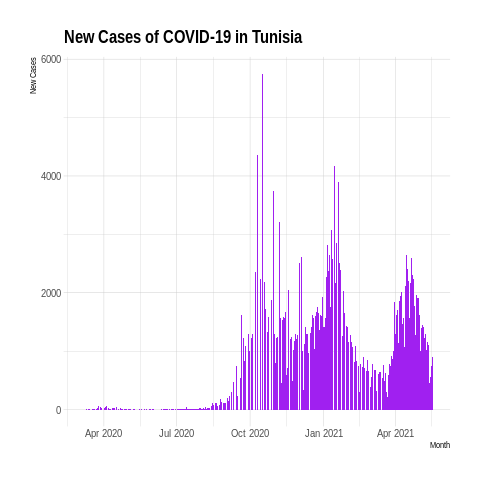 New Cases of COVID-19 in Tunisia
New Cases
6000
4000
2000
0
Apr 2020
Jul 2020
Oct 2020
Jan 2021
Apr 2021
Month